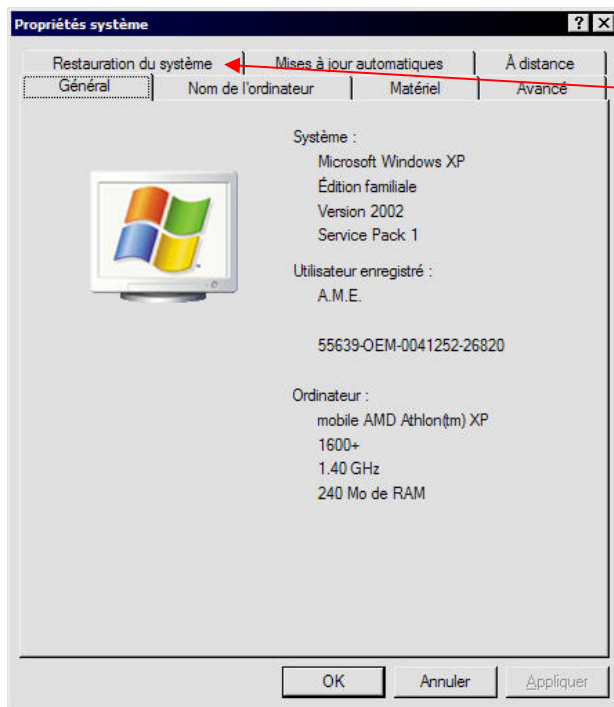 Propriétés système
Restauration du système Mises à jour automatiques À distance
Général Nom de l'ordinateur Matériel Avancé
Système :
Microsoft Windows XP
Édition familiale
Version 2002
Service Pack 1
Utilisateur enregistré :
A.M.E.
55639-OEM-0041252-26820
Ordinateur :
mobile AMD Athlon(tm) XP
1600+
1.40 GHz
240 Mo de RAM
OK Annuler Appliquer